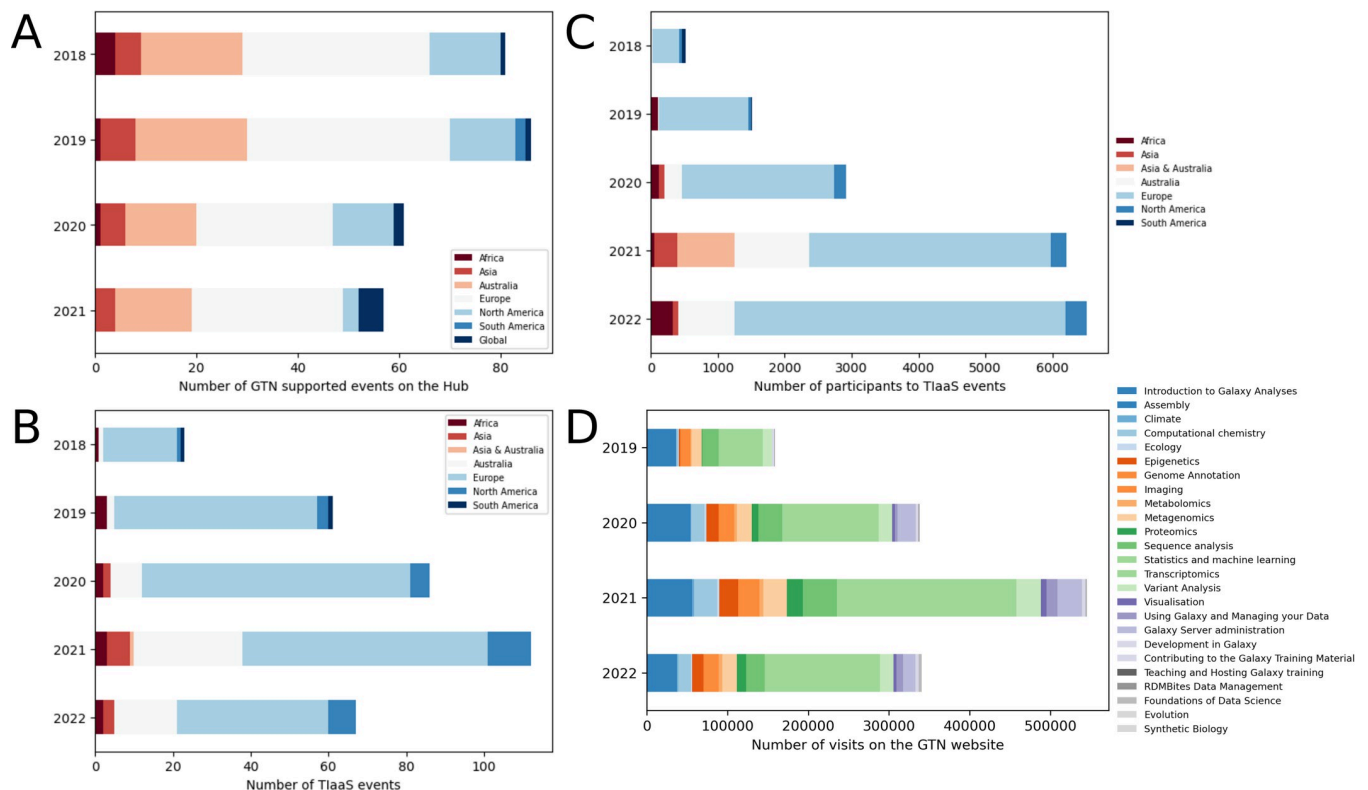 A
2018
2019
2020
2021
0 20 40 60 80
Number of GTN supported events on the Hub
Africa
Asia
Australia
Europe
North America
South America
Global
B
2018
2019
2020
2021
2022
0 20 40 60 80 100
Number of TIaaS events
Africa
Asia
Asia & Australia
Australia
Europe
North America
South America
C
2018
2019
2020
2021
2022
0 1000 2000 3000 4000 5000 6000
Number of participants to TIaaS events
Africa
Asia
Asia & Australia
Australia
Europe
North America
South America
D
2019
2020
2021
2022
0 100000 200000 300000 400000 500000
Number of visits on the GTN website
Introduction to Galaxy Analyses
Assembly
Climate
Computational chemistry
Ecology
Epigenetics
Genome Annotation
Imaging
Metabolomics
Metagenomics
Proteomics
Sequence analysis
Statistics and machine learning
Transcriptomics
Variant Analysis
Visualisation
Using Galaxy and Managing your Data
Galaxy Server administration
Development in Galaxy
Contributing to the Galaxy Training Material
Teaching and Hosting Galaxy training
RDMBites Data Management
Foundations of Data Science
Evolution
Synthetic Biology